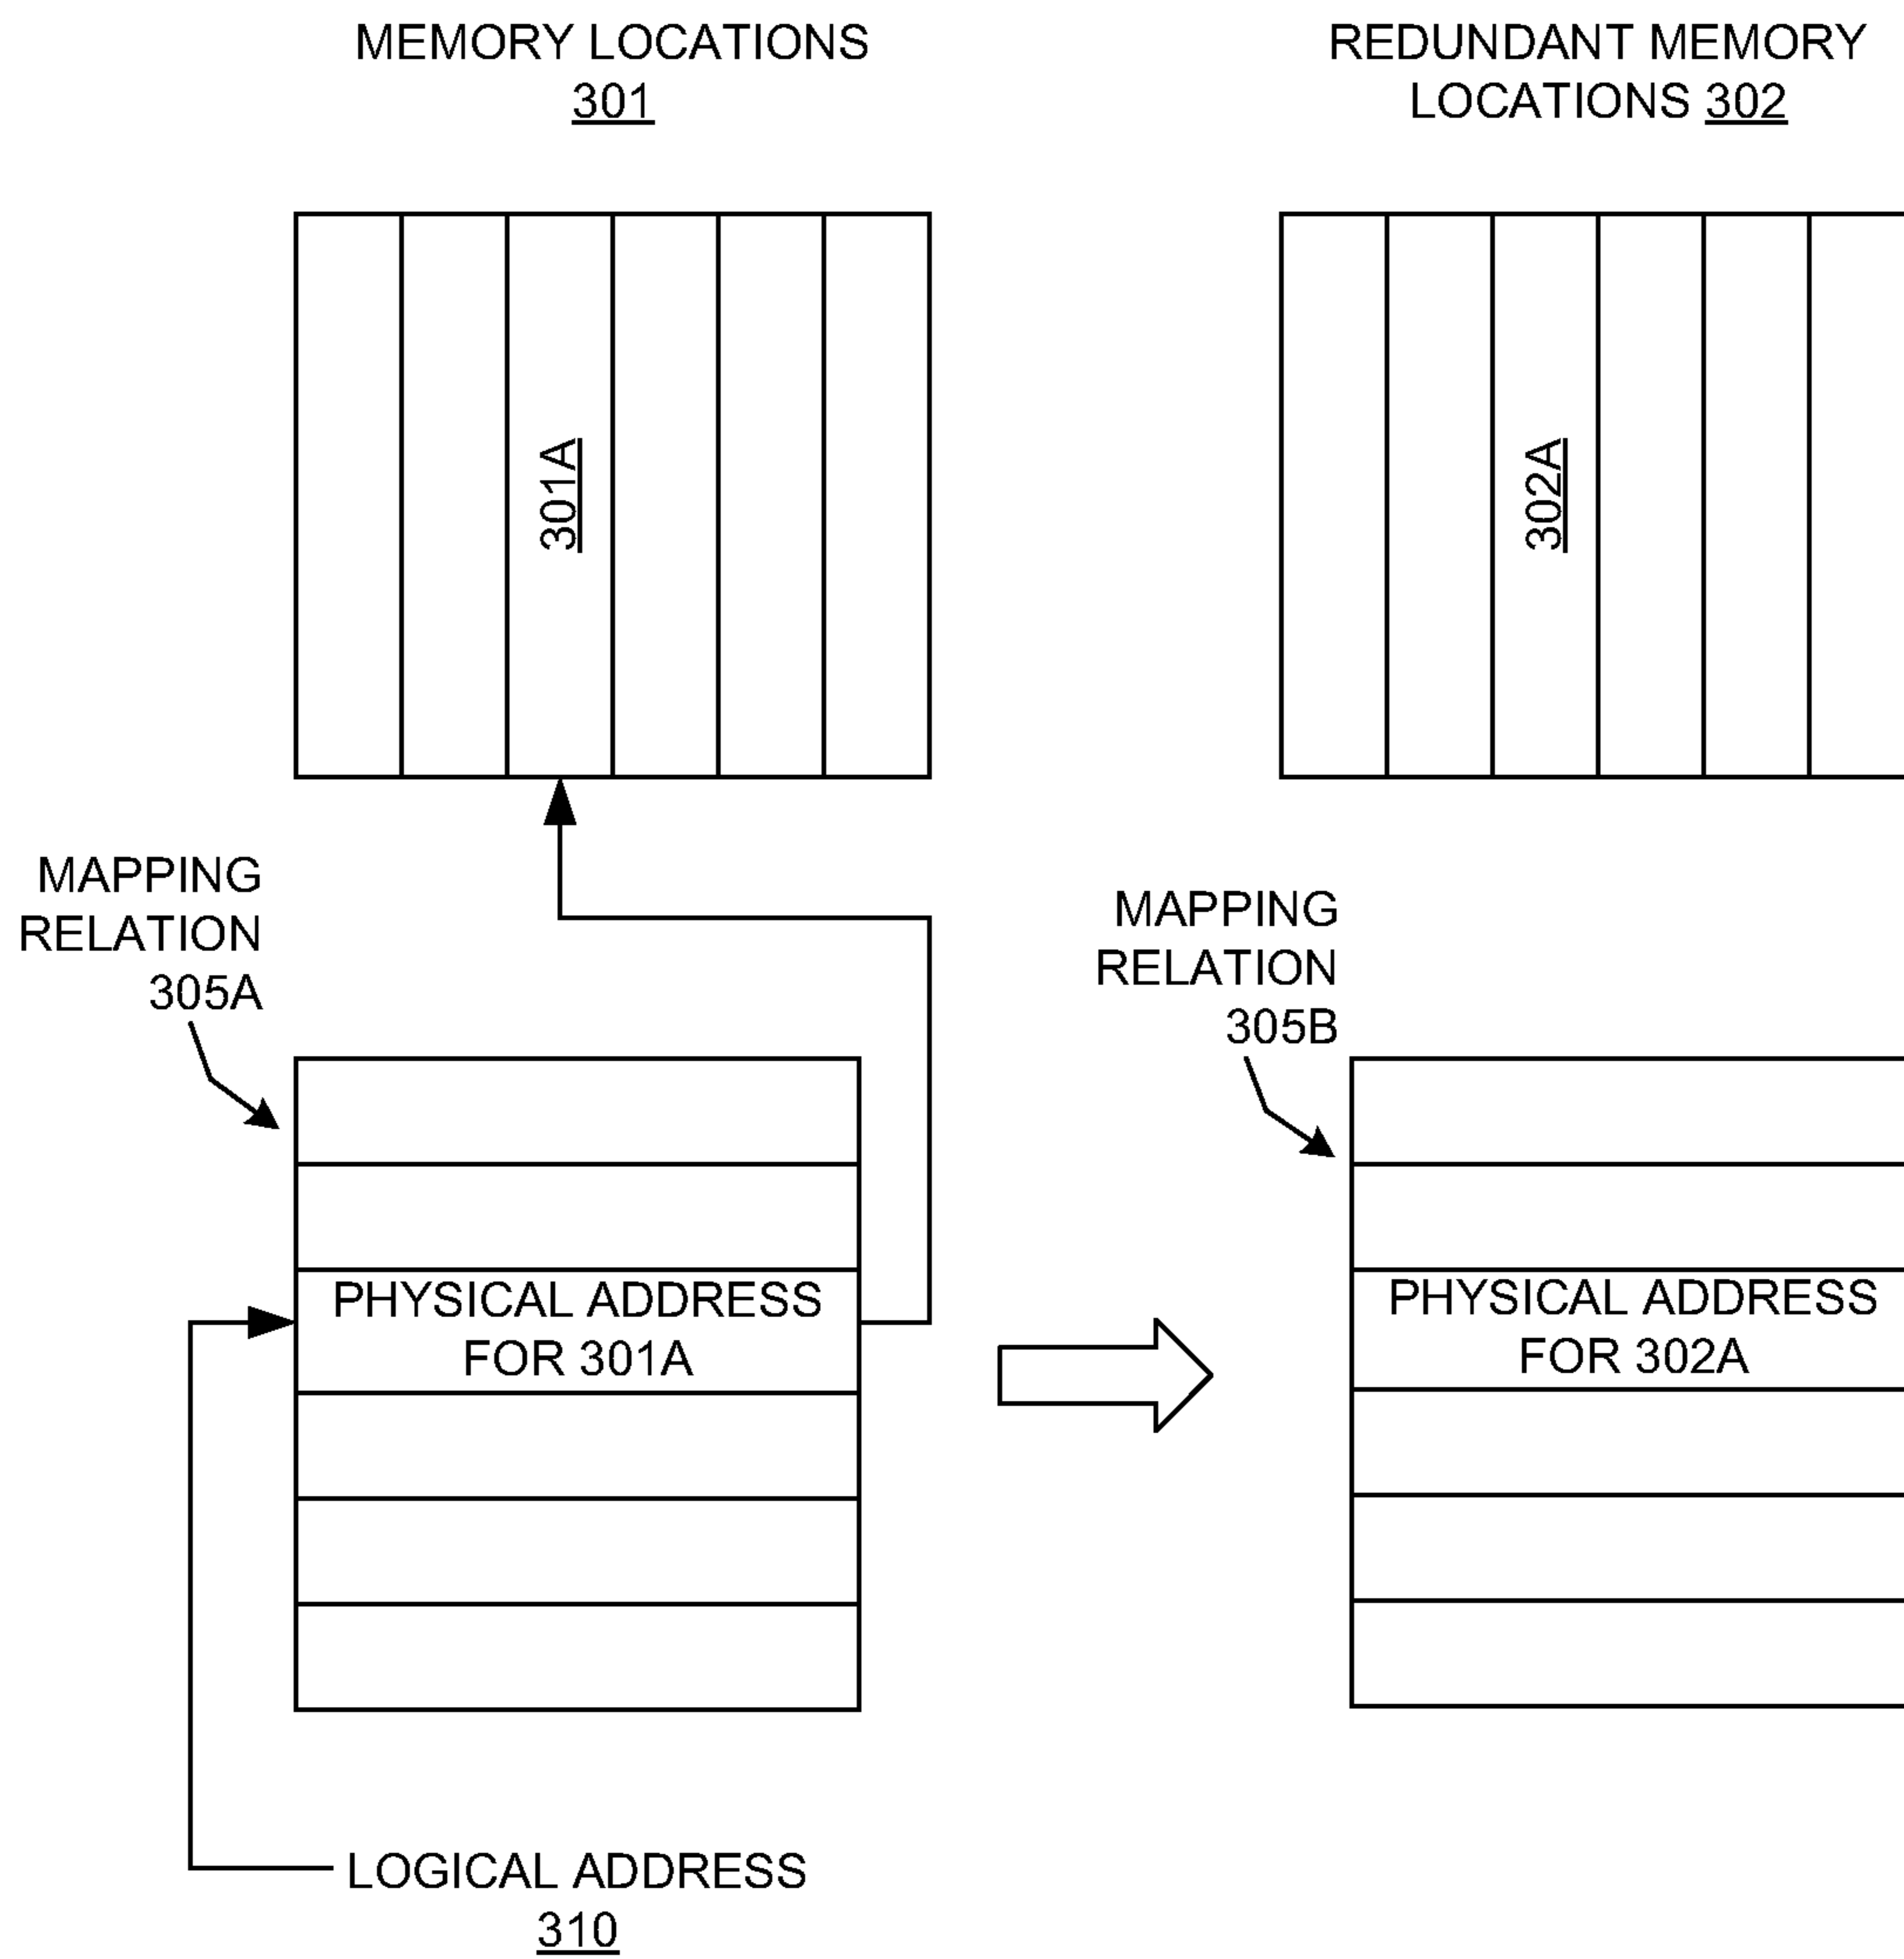 MEMORY LOCATIONS
301
REDUNDANT MEMORY
LOCATIONS 302
301A
302A
MAPPING
RELATION
305A
MAPPING
RELATION
305B
PHYSICAL ADDRESS
FOR 301A
PHYSICAL ADDRESS
FOR 302A
LOGICAL ADDRESS
310